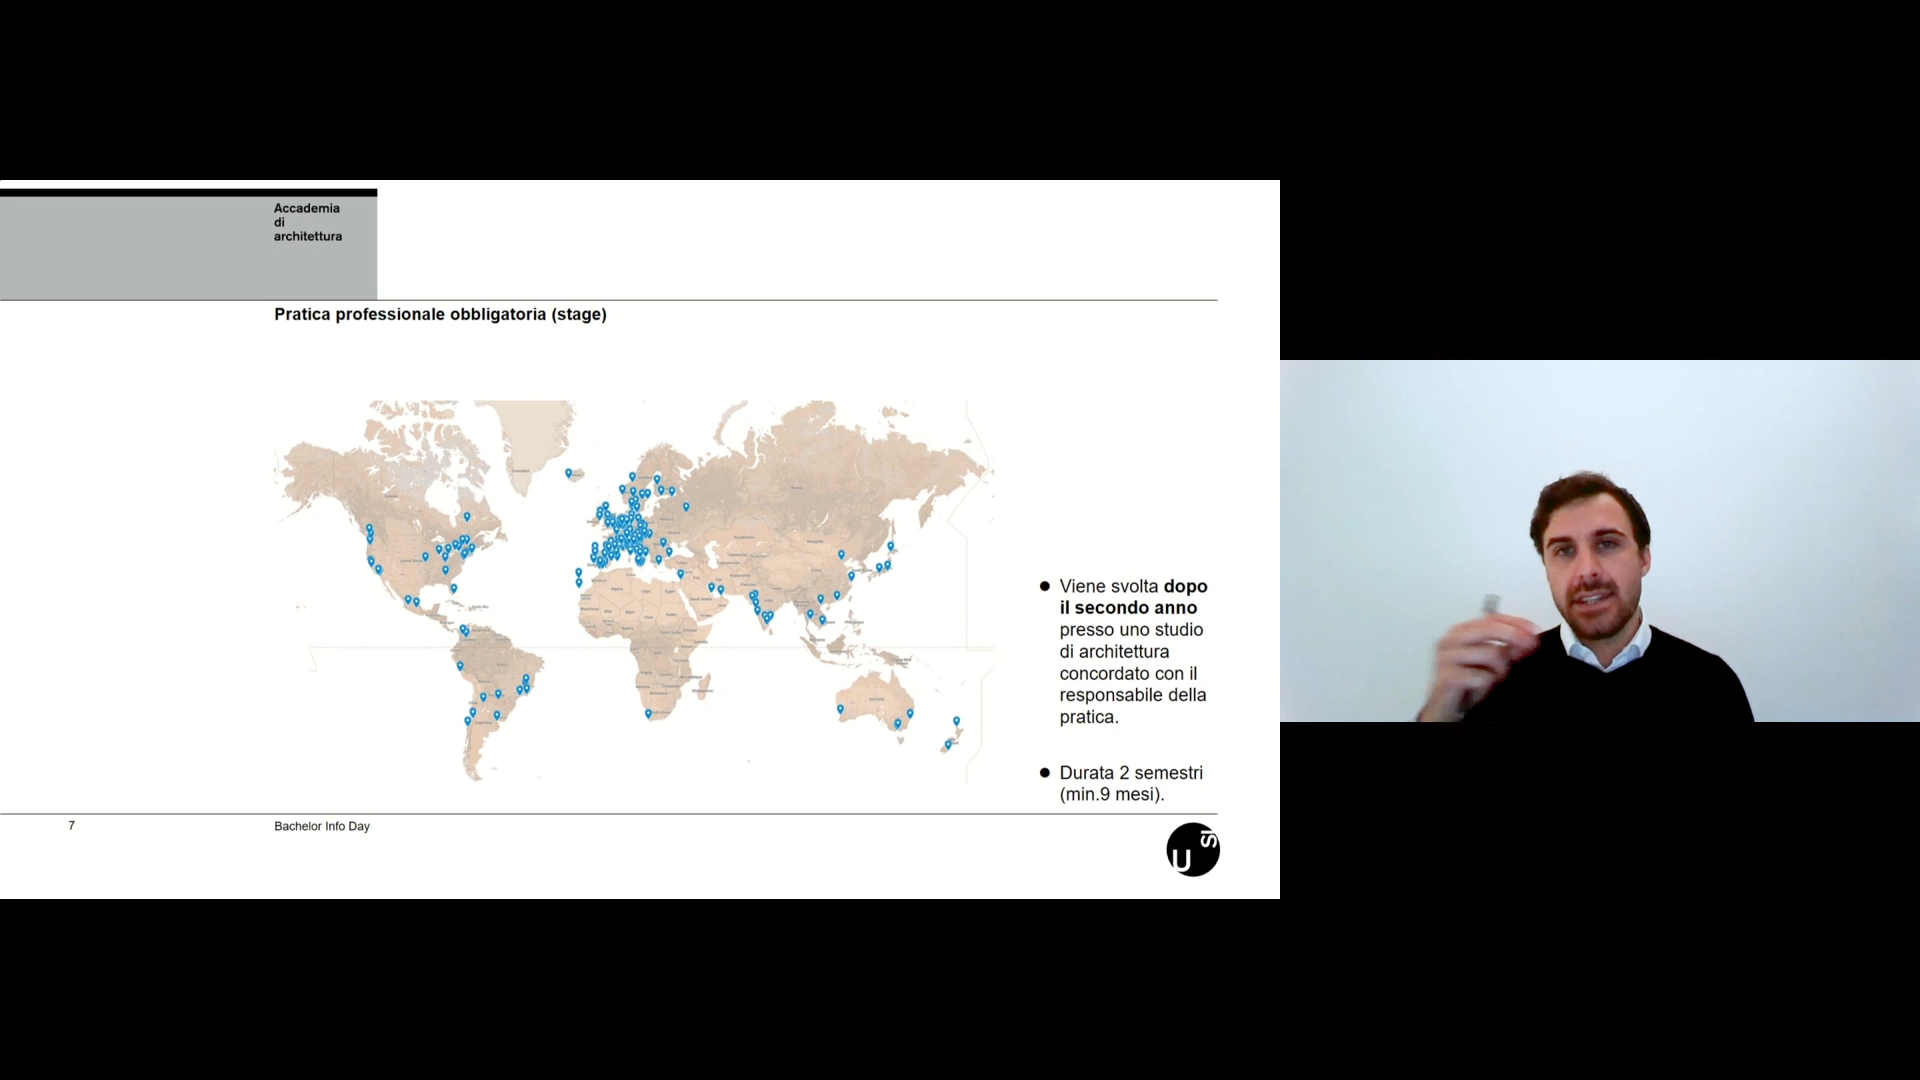 Accademia
di
architettura
Pratica professionale obbligatoria (stage)
● Viene svolta dopo
il secondo anno
presso uno studio
di architettura
concordato con il
responsabile della
pratica.
● Durata 2 semestri
(min.9 mesi).
7
Bachelor Info Day
U
SI